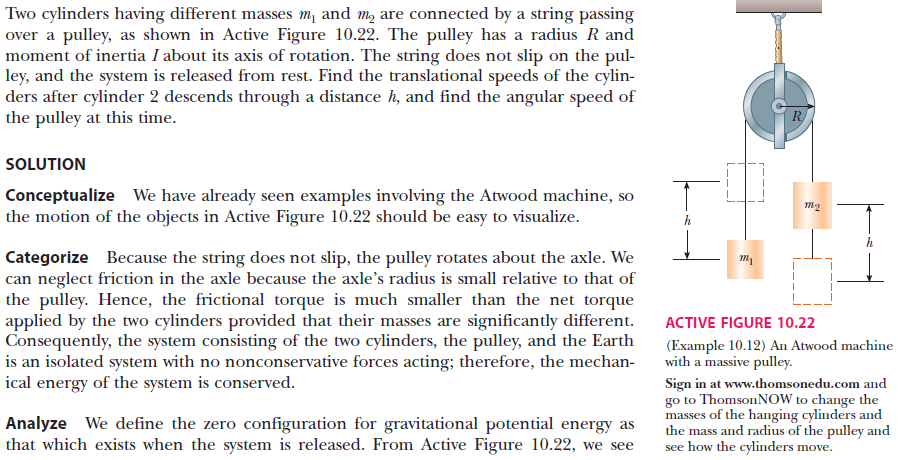 Two cylinders having different masses m₁ and m₂ are connected by a string passing
over a pulley, as shown in Active Figure 10.22. The pulley has a radius R and
moment of inertia I about its axis of rotation. The string does not slip on the pul-
ley, and the system is released from rest. Find the translational speeds of the cylin-
ders after cylinder 2 descends through a distance h, and find the angular speed of
the pulley at this time.
SOLUTION
Conceptualize We have already seen examples involving the Atwood machine, so
the motion of the objects in Active Figure 10.22 should be easy to visualize.
Categorize Because the string does not slip, the pulley rotates about the axle. We
can neglect friction in the axle because the axle's radius is small relative to that of
the pulley. Hence, the frictional torque is much smaller than the net torque
applied by the two cylinders provided that their masses are significantly different.
Consequently, the system consisting of the two cylinders, the pulley, and the Earth
is an isolated system with no nonconservative forces acting; therefore, the mechan-
ical energy of the system is conserved.
Analyze We define the zero configuration for gravitational potential energy as
that which exists when the system is released. From Active Figure 10.22, we see
R
m₂
h
h
m₁
ACTIVE FIGURE 10.22
(Example 10.12) An Atwood machine
with a massive pulley.
Sign in at www.thomsonedu.com and
go to ThomsonNOW to change the
masses of the hanging cylinders and
the mass and radius of the pulley and
see how the cylinders move.